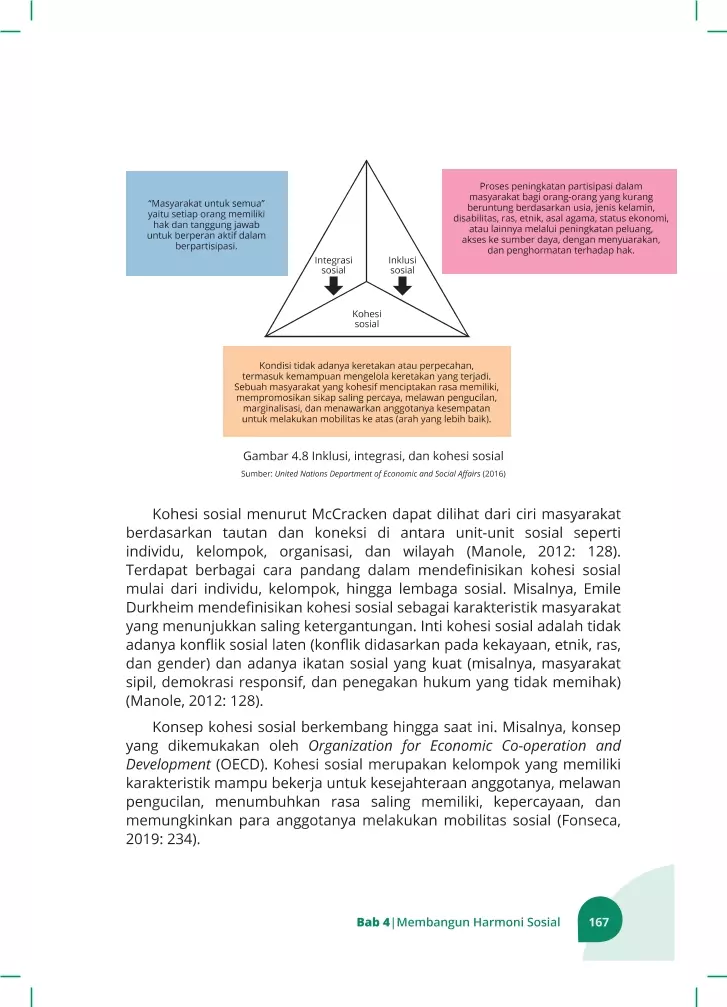 “Masyarakat untuk semua”
yaitu setiap orang memiliki
hak dan tanggung jawab
untuk berperan aktif dalam
berpartisipasi.
Proses peningkatan partisipasi dalam
masyarakat bagi orang-orang yang kurang
beruntung berdasarkan usia, jenis kelamin,
disabilitas, ras, etnik, asal agama, status ekonomi,
atau lainnya melalui peningkatan peluang,
akses ke sumber daya, dengan menyuarakan,
dan penghormatan terhadap hak.
Integrasi
sosial
Inklusi
sosial
Kohesi
sosial
Kondisi tidak adanya keretakan atau perpecahan,
termasuk kemampuan mengelola keretakan yang terjadi.
Sebuah masyarakat yang kohesif menciptakan rasa memiliki,
mempromosikan sikap saling percaya, melawan pengucilan,
marginalisasi, dan menawarkan anggotanya kesempatan
untuk melakukan mobilitas ke atas (arah yang lebih baik).
Gambar 4.8 Inklusi, integrasi, dan kohesi sosial
Sumber: United Nations Department of Economic and Social Affairs (2016)
Kohesi sosial menurut McCracken dapat dilihat dari ciri masyarakat
berdasarkan tautan dan koneksi di antara unit-unit sosial seperti
individu, kelompok, organisasi, dan wilayah (Manole, 2012: 128).
Terdapat berbagai cara pandang dalam mendefinisikan kohesi sosial
mulai dari individu, kelompok, hingga lembaga sosial. Misalnya, Emile
Durkheim mendefinisikan kohesi sosial sebagai karakteristik masyarakat
yang menunjukkan saling ketergantungan. Inti kohesi sosial adalah tidak
adanya konflik sosial laten (konflik didasarkan pada kekayaan, etnik, ras,
dan gender) dan adanya ikatan sosial yang kuat (misalnya, masyarakat
sipil, demokrasi responsif, dan penegakan hukum yang tidak memihak)
(Manole, 2012: 128).
Konsep kohesi sosial berkembang hingga saat ini. Misalnya, konsep
yang dikemukakan oleh Organization for Economic Co-operation and
Development (OECD). Kohesi sosial merupakan kelompok yang memiliki
karakteristik mampu bekerja untuk kesejahteraan anggotanya, melawan
pengucilan, menumbuhkan rasa saling memiliki, kepercayaan, dan
memungkinkan para anggotanya melakukan mobilitas sosial (Fonseca,
2019: 234).
Bab 4|Membangun Harmoni Sosial 167